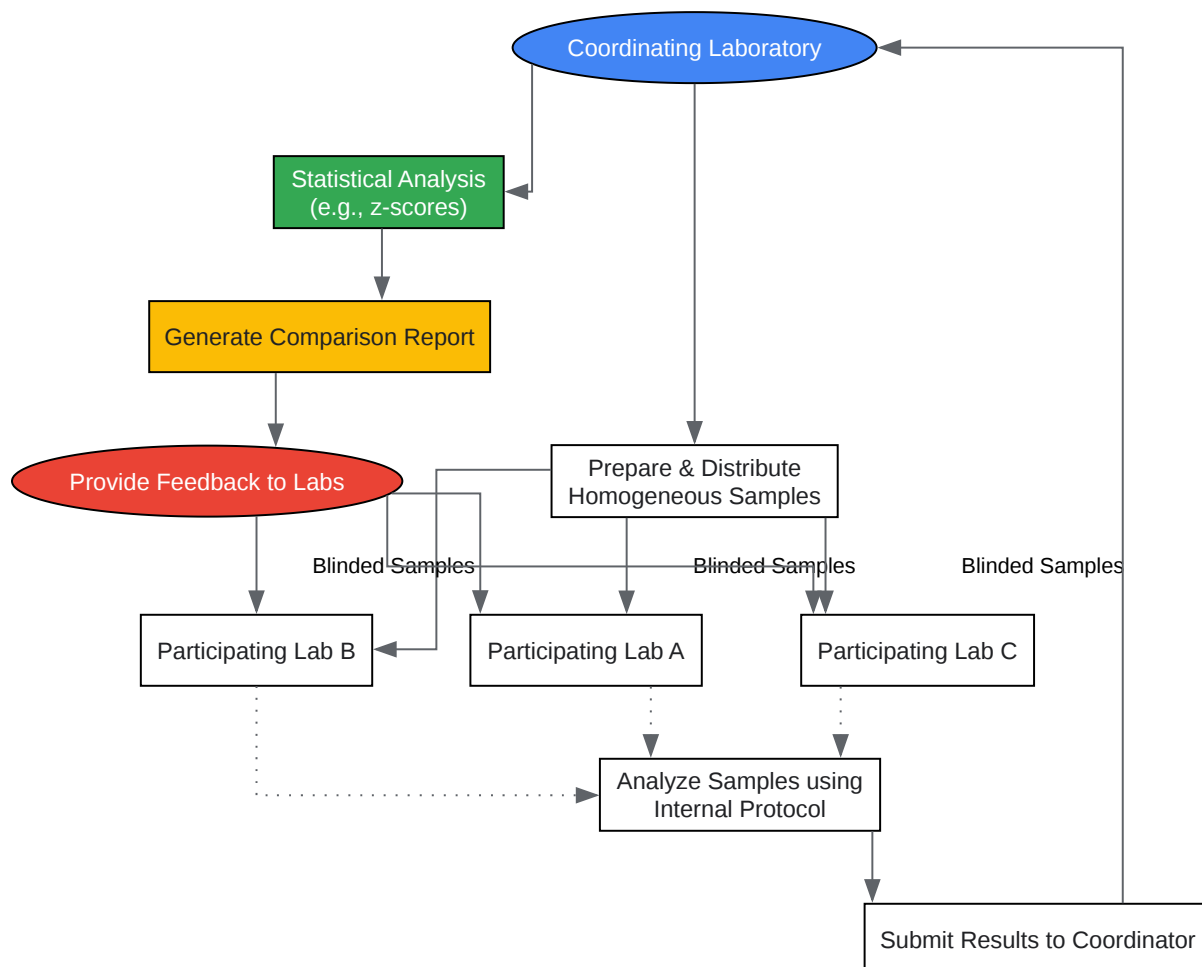 Coordinating Laboratory
Statistical Analysis
(e.g., z-scores)
Generate Comparison Report
Provide Feedback to Labs
Prepare & Distribute
Homogeneous Samples
Blinded Samples
Blinded Samples
Blinded Samples
Participating Lab B
Participating Lab A
Participating Lab C
Analyze Samples using
Internal Protocol
Submit Results to Coordinator